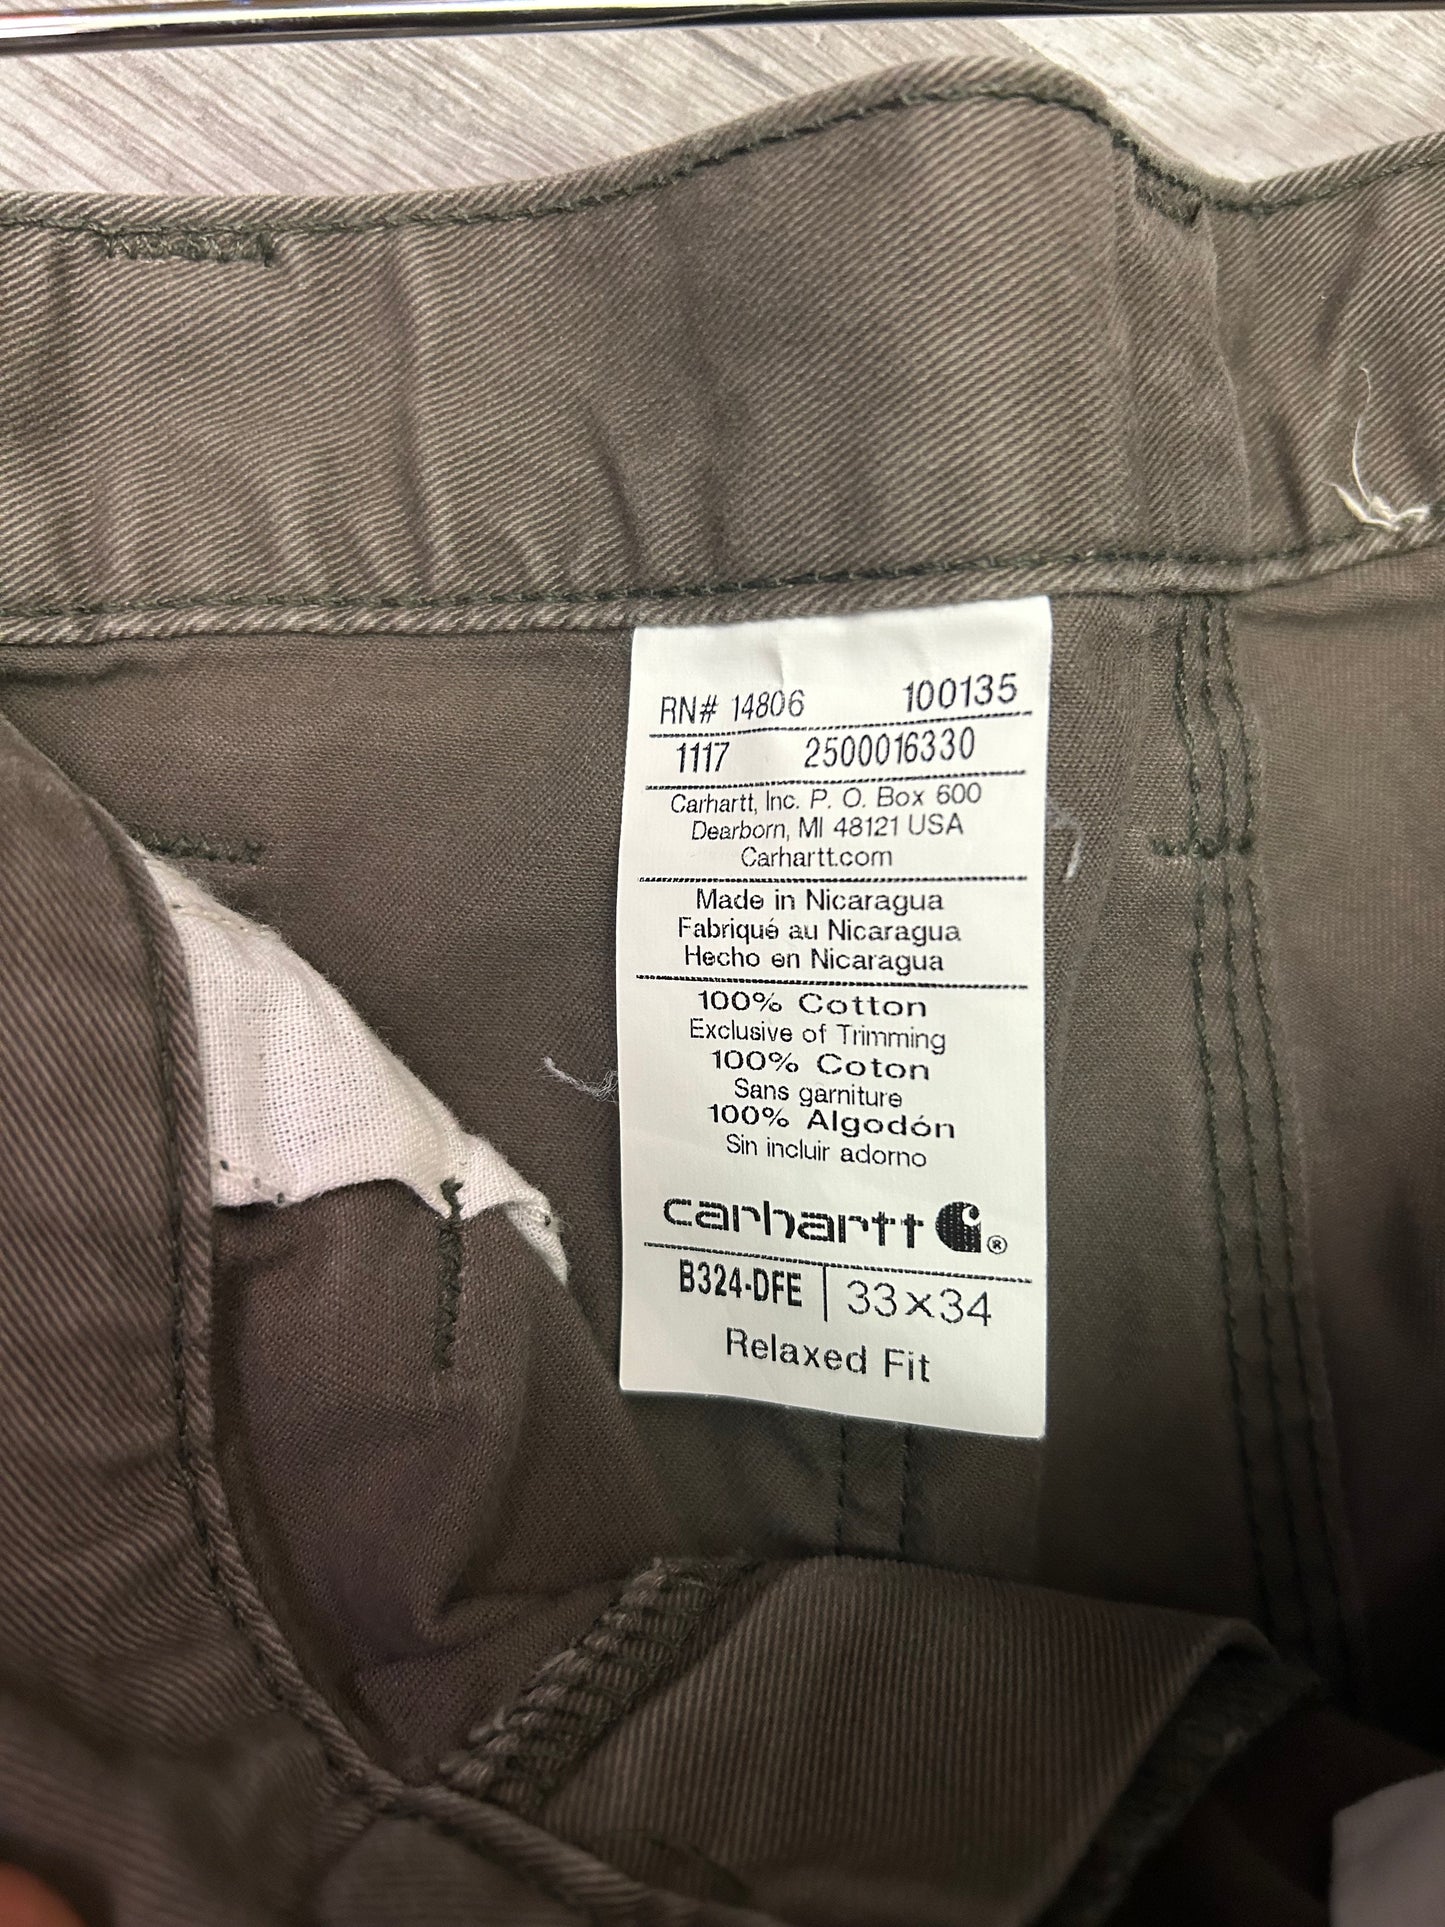 RN# 14806 100135
1117 2500016330
Carhartt, Inc. P. O. Box 600
Dearborn, MI 48121 USA
Carhartt.com
Made in Nicaragua
Fabriqué au Nicaragua
Hecho en Nicaragua
100% Cotton
Exclusive of Trimming
100% Coton
Sans garniture
100% Algodón
Sin incluir adorno
carhartt ®
B324-DFE | 33x34
Relaxed Fit